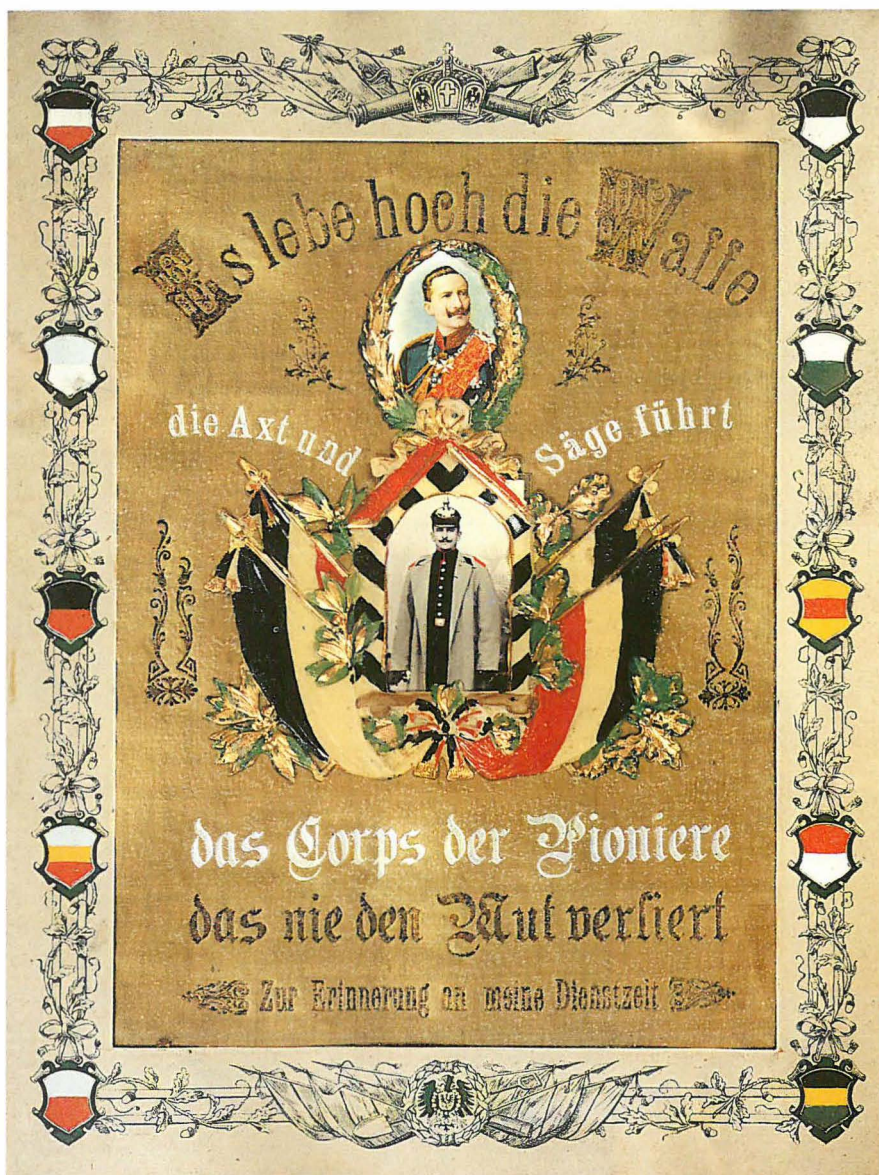 Es lebe hoch die Waffe
die Axt und Säge führt
das Corps der Pioniere
das nie den Mut verliert
Zur Erinnerung an meine Dienstzeit